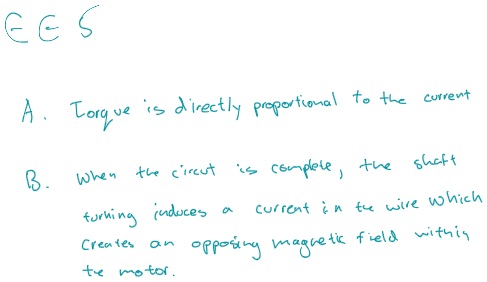 EES
A. Torque is directly proportional to the current
B. When the circut is complete, the shaft
turning induces a current in the wire which
creates an opposing magnetic field within
the motor.